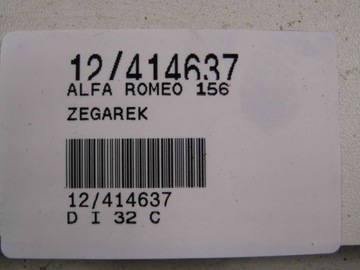 12/414637
ALFA ROMEO 156
ZEGAREK
12/414637
D I 32 C